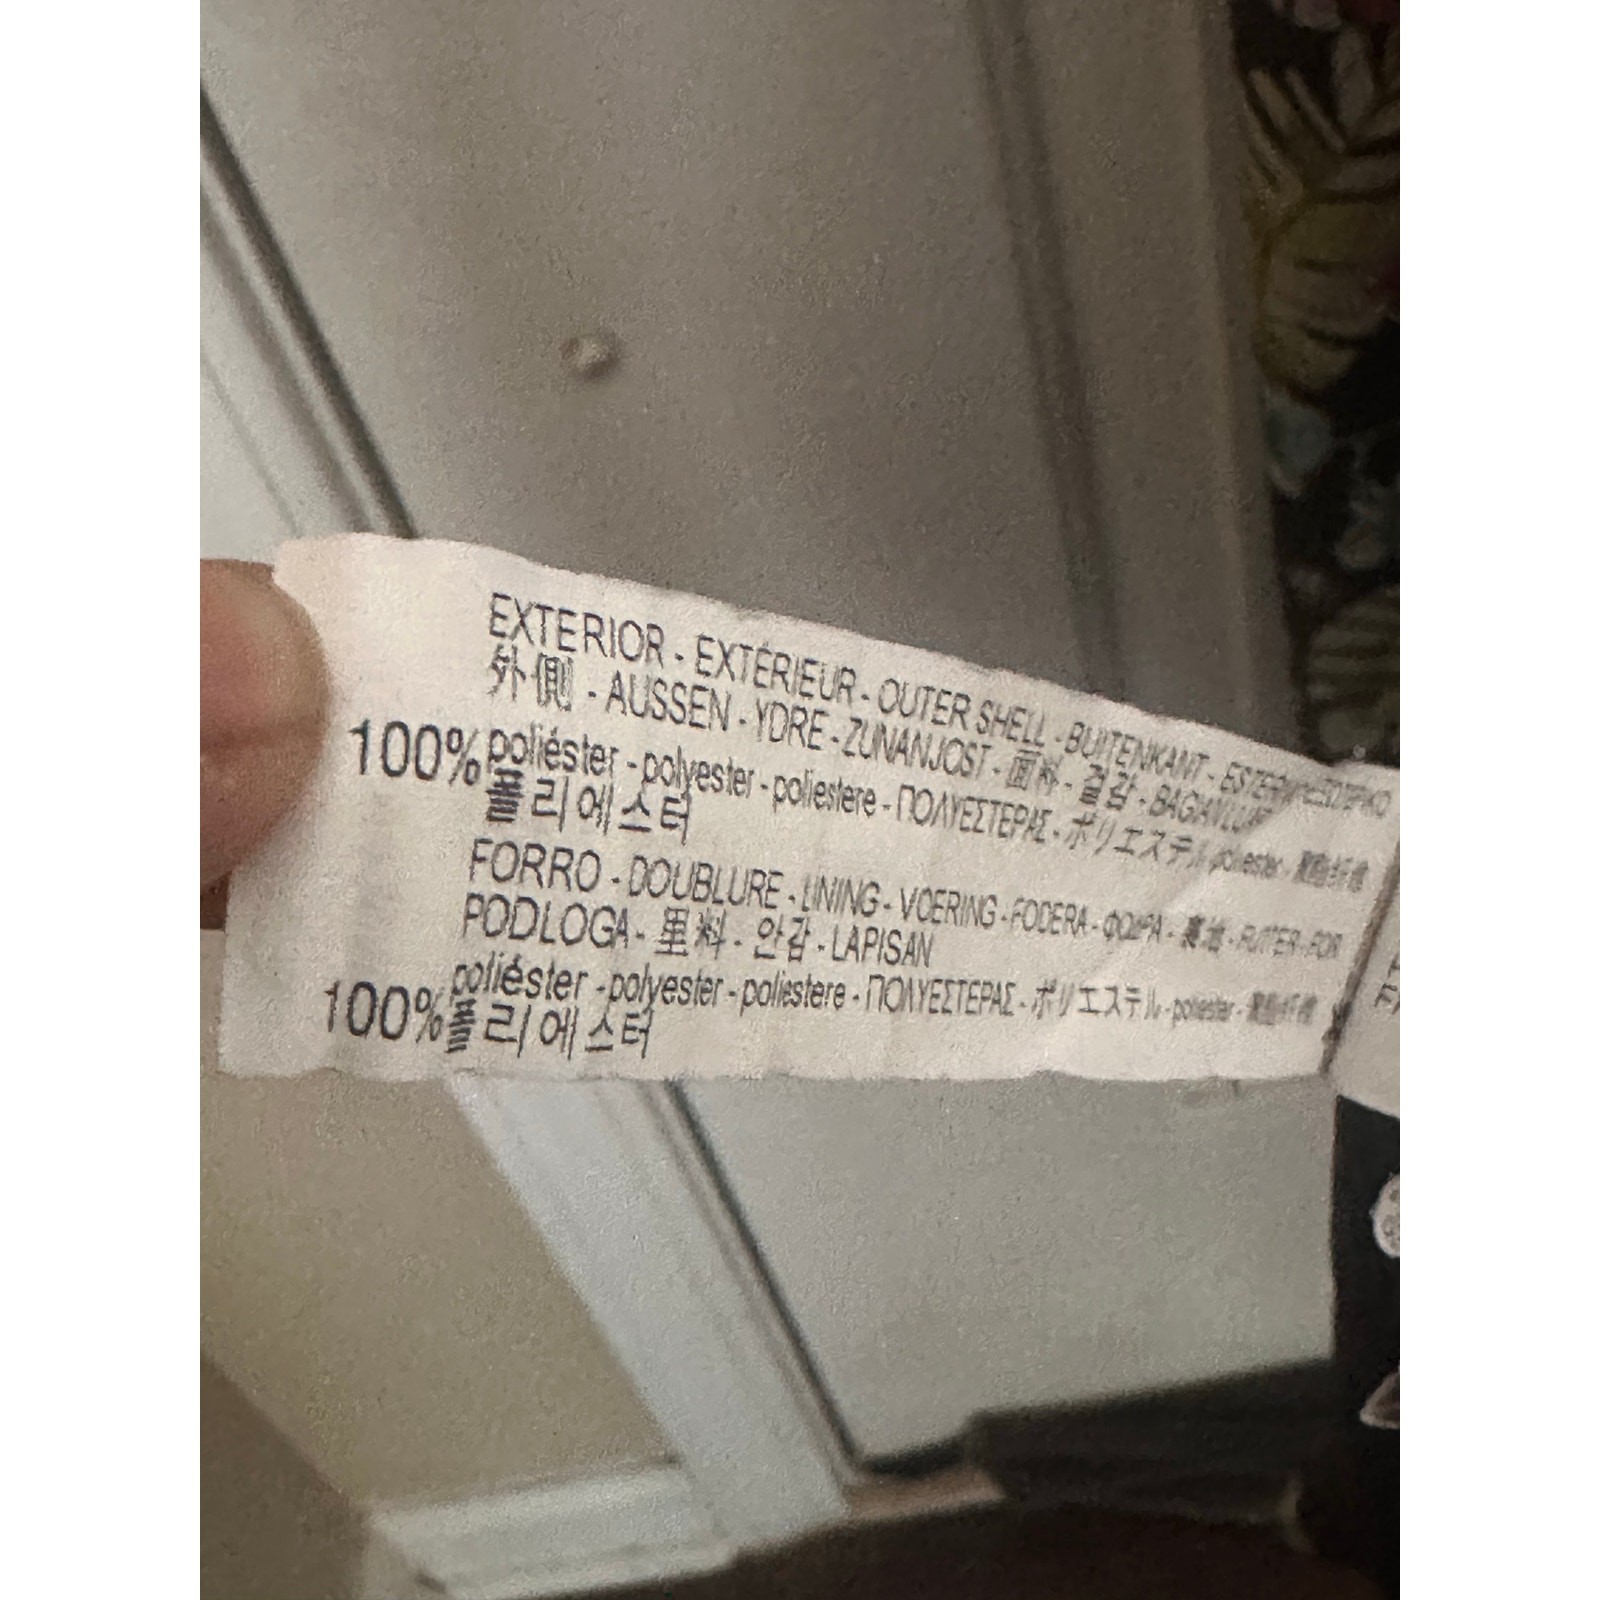 EXTERIOR - EXTÉRIEUR - OUTER SHELL - BUITENKANT -
外側 - AUSSEN - YDRE - ZUNANJOST - 面料 - 겉감 -
100% poliéster - polyester - poliestere - ΠΟΛΥΕΣΤΕΡΑΣ - ポリエステル - poliester -
폴리에스터
FORRO - DOUBLURE - LINING - VOERING - FODERA - ΦΟΔΡΑ - 裏地 - FUTTER - FOR
PODLOGA - 里料 - 안감 - LAPISAN
100% poliéster - polyester - poliestere - ΠΟΛΥΕΣΤΕΡΑΣ - ポリエステル - poliester -
폴리에스터